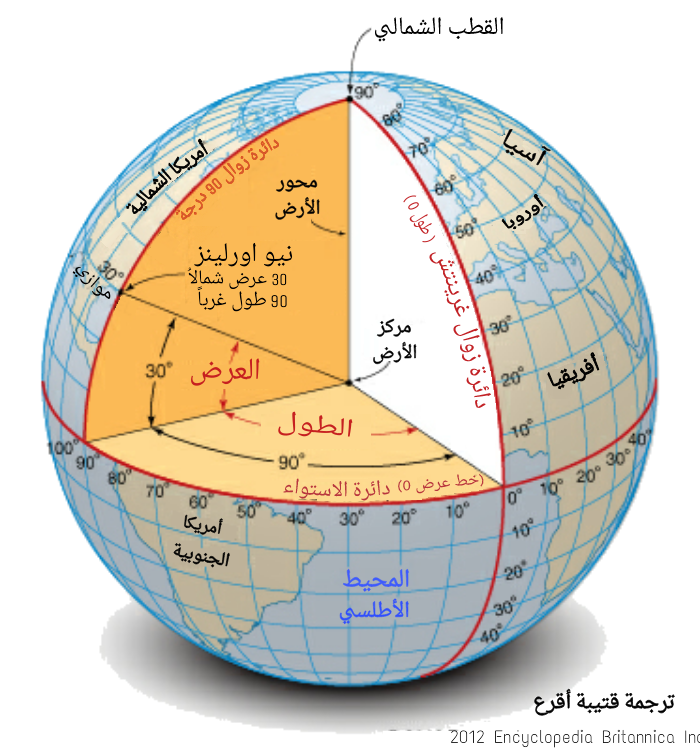 القطب الشمالي
90°
80°
70°
60°
50°
40°
30°
20°
10°
آسيا
أوروبا
أفريقيا
أمريكا الشمالية
دائرة زوال 90 درجة
محور
الأرض
دائرة زوال غرينتش (طول 0)
30°
موازي
نيو اورلينز
30 عرض شمالاً
90 طول غرباً
مركز
الأرض
30°
العرض
الطول
90°
دائرة الاستواء (خط عرض 0)
100° 90° 80° 70° 60° 50° 40° 30° 20° 10° 0° 10° 20° 30° 40°
أمريكا
الجنوبية
المحيط
الأطلسي
10°
20°
30°
40°
ترجمة قتيبة أقرع
2012 Encyclopedia Britannica Inc